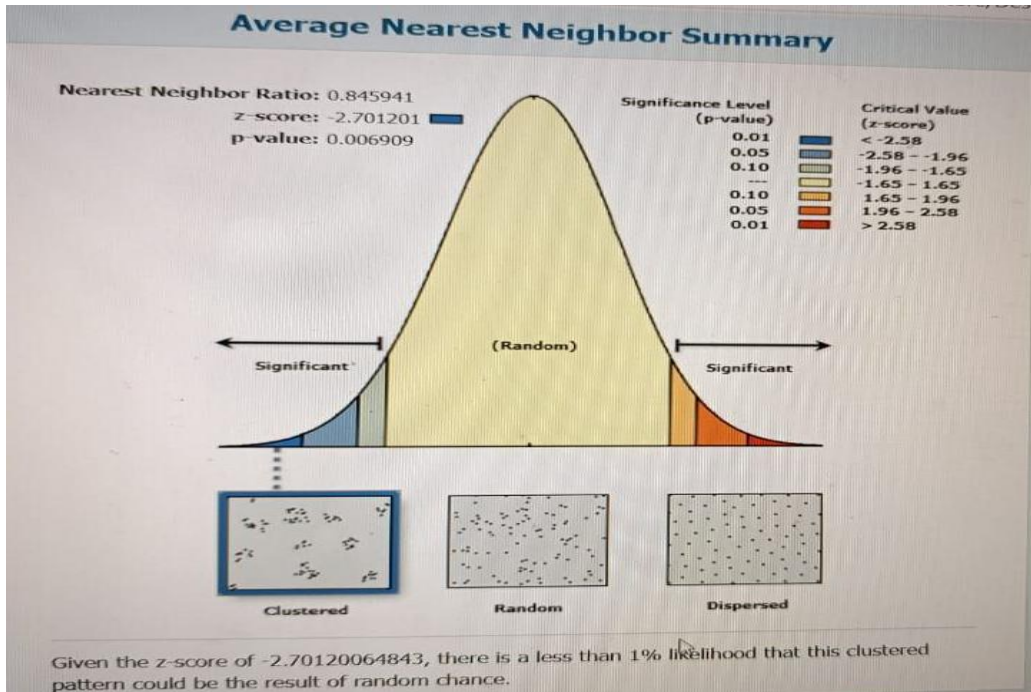 Average Nearest Neighbor Summary
Nearest Neighbor Ratio: 0.845941
z-score: -2.701201
p-value: 0.006909
Significance Level
(p-value)
Critical Value
(z-score)
0.01 < -2.58
0.05 -2.58 - -1.96
0.10 -1.96 - -1.65
--- -1.65 - 1.65
0.10 1.65 - 1.96
0.05 1.96 - 2.58
0.01 > 2.58
(Random)
Significant
Significant
Clustered
Random
Dispersed
Given the z-score of -2.70120064843, there is a less than 1% likelihood that this clustered
pattern could be the result of random chance.